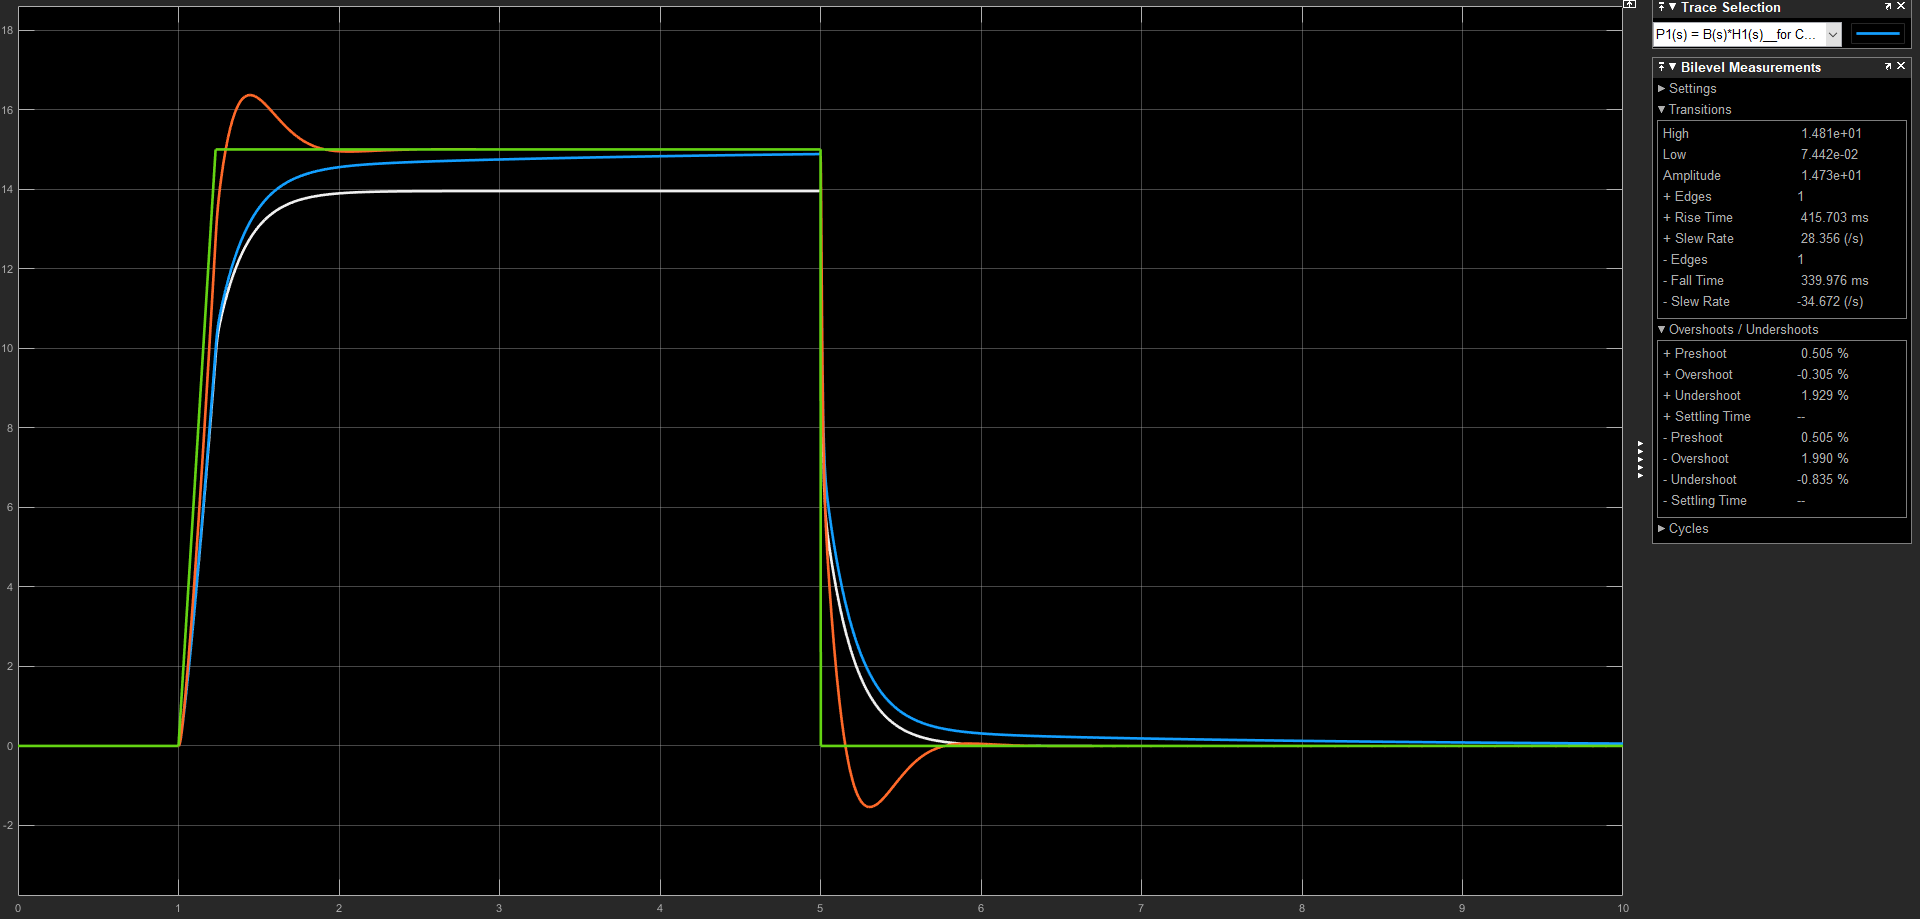 18
16
14
12
10
8
6
4
2
0
-2
0 1 2 3 4 5 6 7 8 9 10
Trace Selection
P1(s) = B(s)*H1(s)__for C...
Bilevel Measurements
Settings
Transitions
High 1.481e+01
Low 7.442e-02
Amplitude 1.473e+01
+ Edges 1
+ Rise Time 415.703 ms
+ Slew Rate 28.356 (/s)
- Edges 1
- Fall Time 339.976 ms
- Slew Rate -34.672 (/s)
Overshoots / Undershoots
+ Preshoot 0.505 %
+ Overshoot -0.305 %
+ Undershoot 1.929 %
+ Settling Time --
- Preshoot 0.505 %
- Overshoot 1.990 %
- Undershoot -0.835 %
- Settling Time --
Cycles